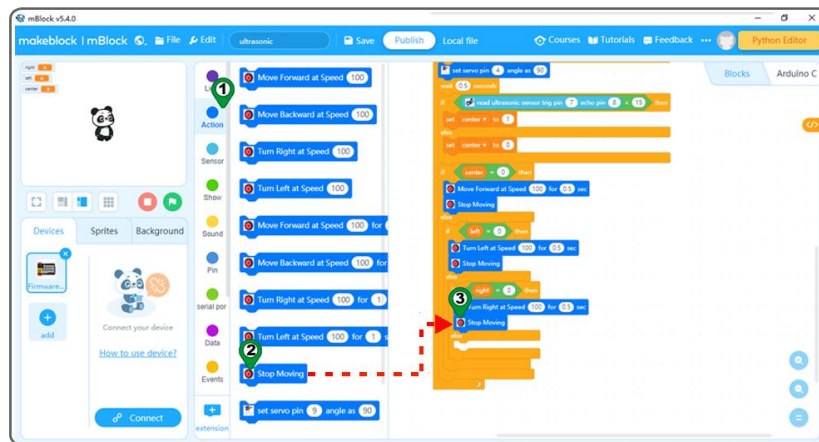 mBlock v5.4.0
makeblock | mBlock File Edit ultrasonic Save Publish Local file Courses Tutorials Feedback ••• Python Editor
right
left
center
Devices Sprites Background
Firmware...
add
Connect your device
How to use device?
Connect
1
Action
Sensor
Show
Sound
Pin
serial por
Data
Events
extension
Move Forward at Speed 100
Move Backward at Speed 100
Turn Right at Speed 100
Turn Left at Speed 100
Move Forward at Speed 100 for
Move Backward at Speed 100 for
Turn Right at Speed 100 for 1
Turn Left at Speed 100 for 1 s
2
Stop Moving
set servo pin 9 angle as 90
set servo pin 4 angle as 90
wait 0.5 seconds
if read ultrasonic sensor trig pin 7 echo pin 8 < 15 then
set center to 1
else
set center to 0
if center = 0 then
Move Forward at Speed 100 for 0.5 sec
Stop Moving
else
if left = 0 then
Turn Left at Speed 100 for 0.5 sec
Stop Moving
else
right = 0 then
3
Turn Right at Speed 100 for 0.5 sec
Stop Moving
else
Blocks Arduino C